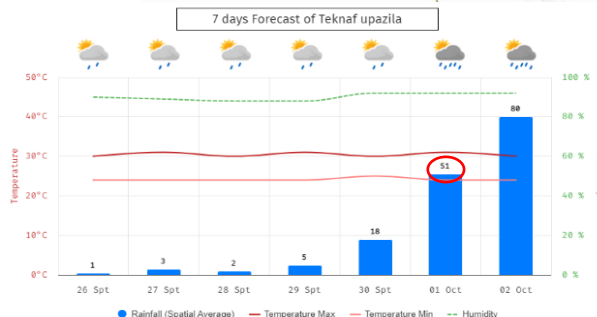 7 days Forecast of Teknaf upazila
50°C
40°C
30°C
20°C
10°C
0°C
Temperature
100 %
80 %
60 %
40 %
20 %
0 %
1
3
2
5
18
51
80
26 Spt
27 Spt
28 Spt
29 Spt
30 Spt
01 Oct
02 Oct
Rainfall (Spatial Average)
Temperature Max
Temperature Min
Humidity